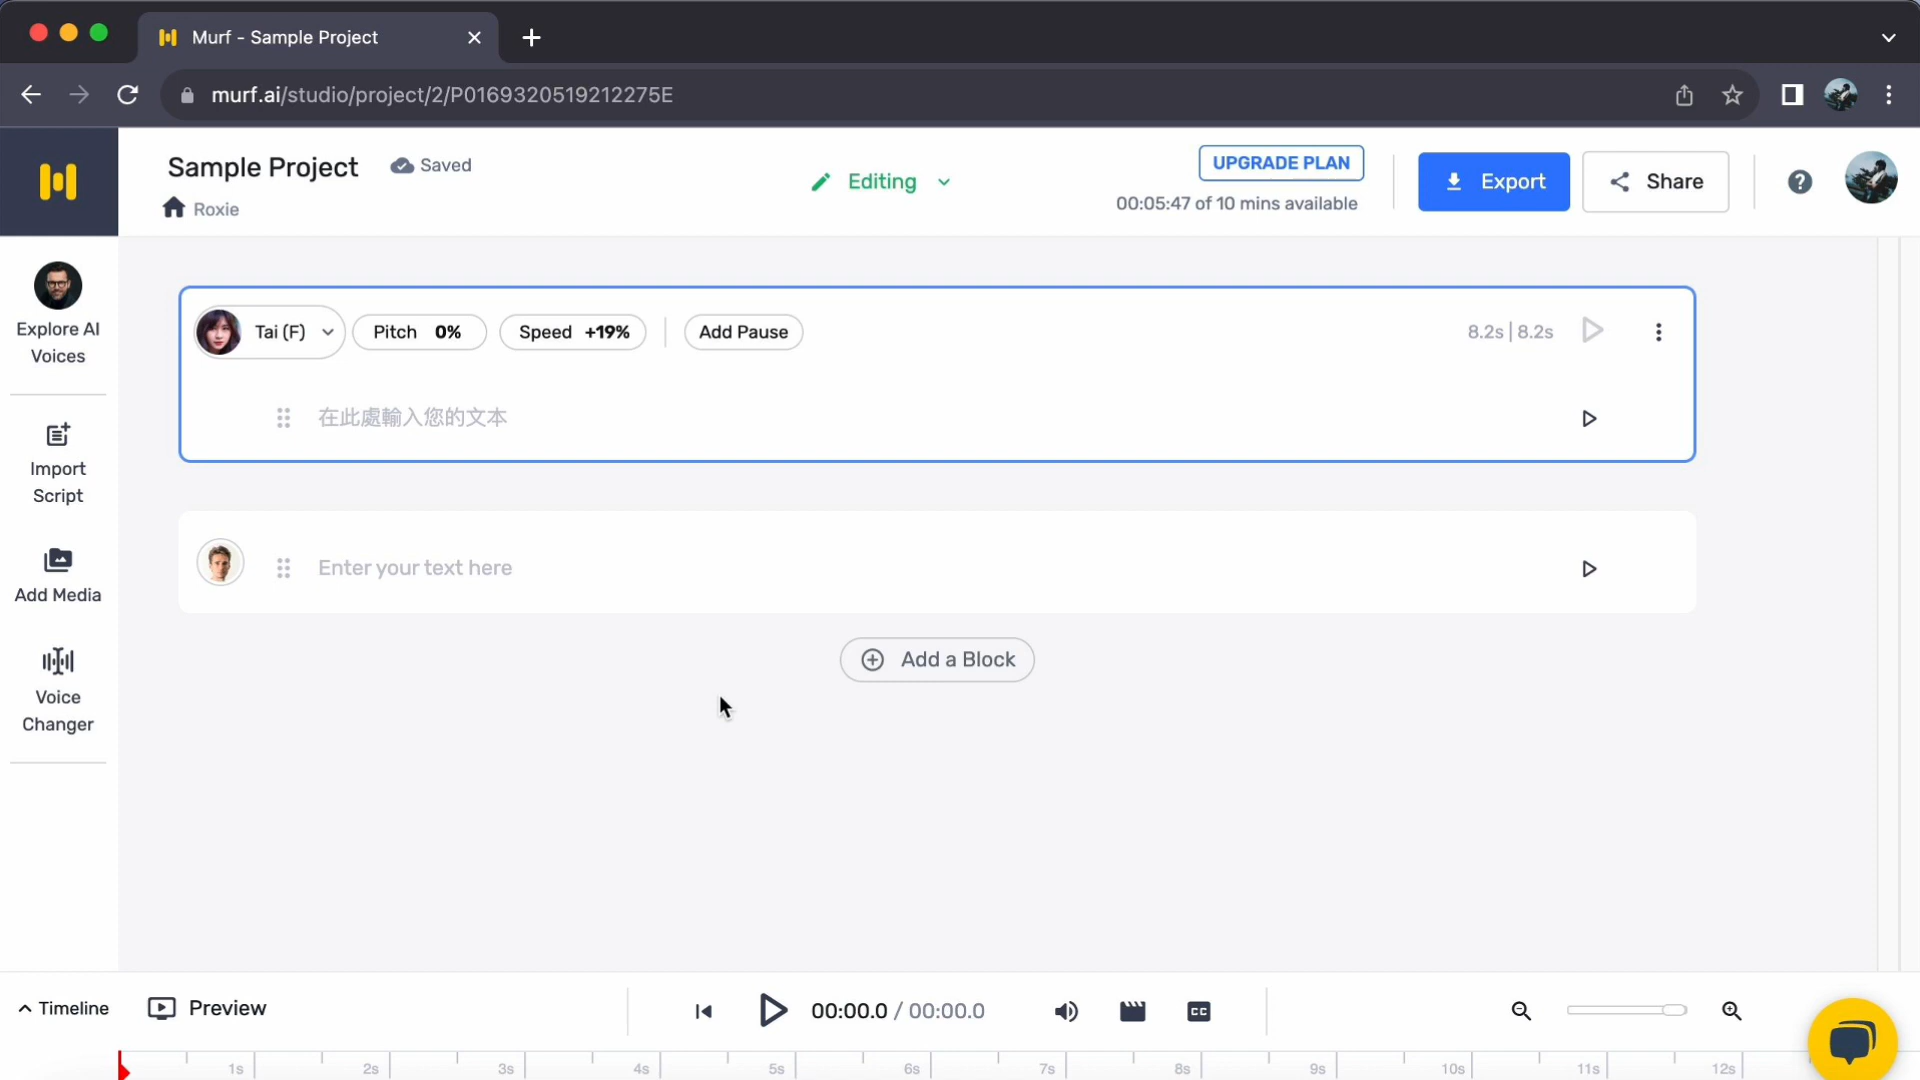 Murf - Sample Project
murf.ai/studio/project/2/P0169320519212275E
Sample Project
Saved
Roxie
Editing
UPGRADE PLAN
00:05:47 of 10 mins available
Export
Share
Explore AI
Voices
Import
Script
Add Media
Voice
Changer
Tai (F)
Pitch 0%
Speed +19%
Add Pause
8.2s | 8.2s
在此處輸入您的文本
Enter your text here
Add a Block
Timeline
Preview
00:00.0 / 00:00.0
CC
1s 2s 3s 4s 5s 6s 7s 8s 9s 10s 11s 12s